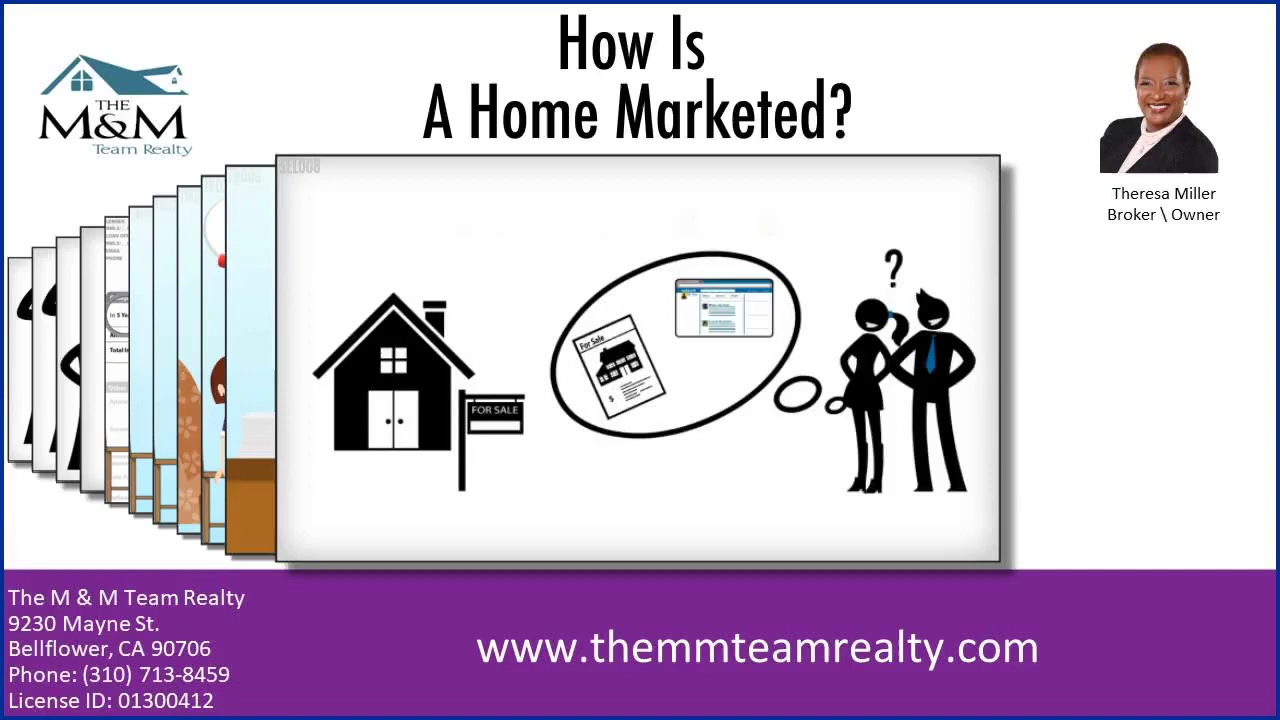 How Is
A Home Marketed?
THE
M&M
Team Realty
Theresa Miller
Broker \ Owner
SEL008
For Sale
$
?
FOR SALE
The M & M Team Realty
9230 Mayne St.
Bellflower, CA 90706
Phone: (310) 713-8459
License ID: 01300412
www.themmteamrealty.com